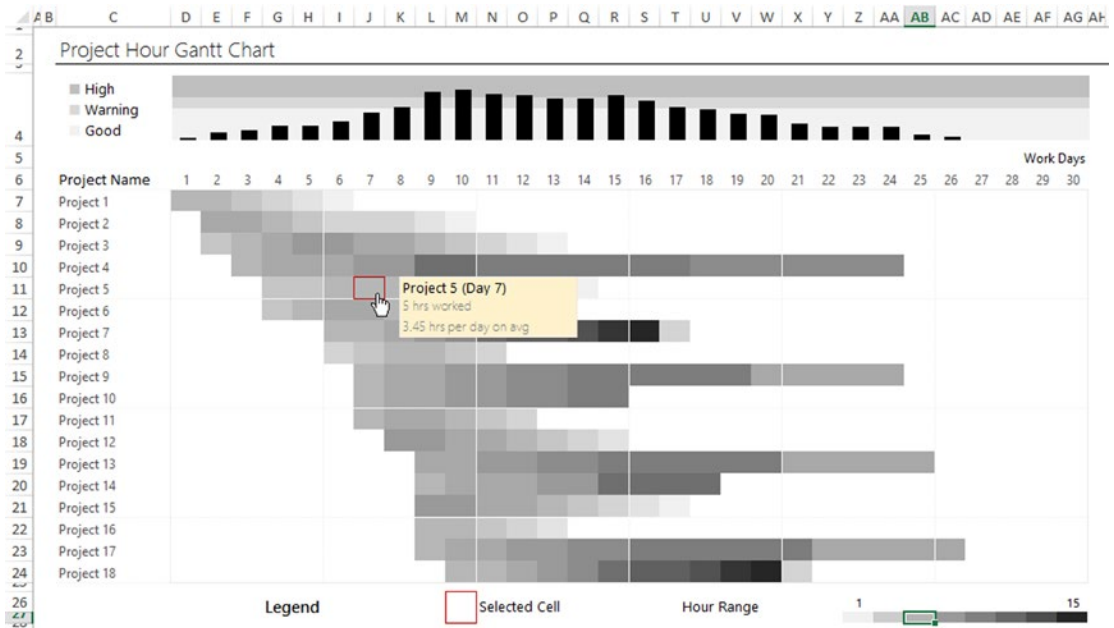 A B C D E F G H I J K L M N O P Q R S T U V W X Y Z AA AB AC AD AE AF AG AH
2 Project Hour Gantt Chart
High
Warning
4 Good
5 Work Days
6 Project Name 1 2 3 4 5 6 7 8 9 10 11 12 13 14 15 16 17 18 19 20 21 22 23 24 25 26 27 28 29 30
7 Project 1
8 Project 2
9 Project 3
10 Project 4
11 Project 5 Project 5 (Day 7)
12 Project 6 5 hrs worked
13 Project 7 3.45 hrs per day on avg
14 Project 8
15 Project 9
16 Project 10
17 Project 11
18 Project 12
19 Project 13
20 Project 14
21 Project 15
22 Project 16
23 Project 17
24 Project 18
26 Legend Selected Cell Hour Range 1 15
27